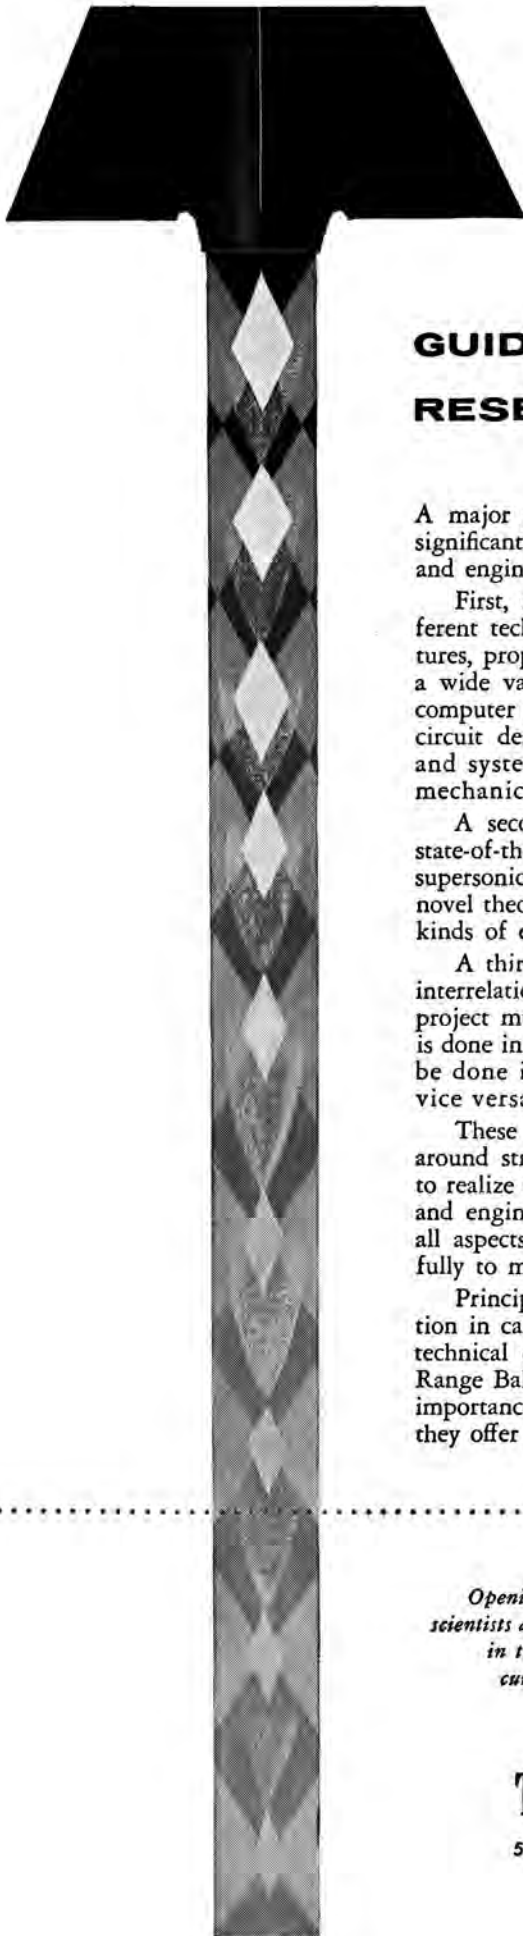 GUID
RESE
A major
significant
and engin
First,
ferent tech
tures, prop
a wide va
computer
circuit de
and syste
mechanic
A seco
state-of-th
supersonic
novel theo
kinds of e
A thir
interrelatio
project m
is done in
be done i
vice versa
These
around str
to realize
and engin
all aspects
fully to m
Princip
tion in ca
technical
Range Bal
importanc
they offer
Openi
scientists a
in t
cur
T
5